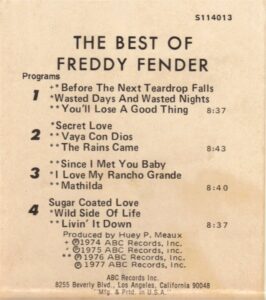 S114013
THE BEST OF
FREDDY FENDER
Programs
1 +*Before The Next Teardrop Falls
*Wasted Days And Wasted Nights
**You'll Lose A Good Thing 8:37
2 *Secret Love
**Vaya Con Dios
**The Rains Came 8:43
3 **Since I Met You Baby
*I Love My Rancho Grande
**Mathilda 8:40
4 Sugar Coated Love
*Wild Side Of Life
**Livin' It Down 8:37
Produced by Huey P. Meaux
+ ℗1974 ABC Records, Inc.
* ℗1975 ABC Records, Inc.
** ℗1976 ABC Records, Inc.
℗1977 ABC Records, Inc.
ABC Records Inc.
8255 Beverly Blvd., Los Angeles, California 90048
Mfg. & Prtd. in U.S.A.